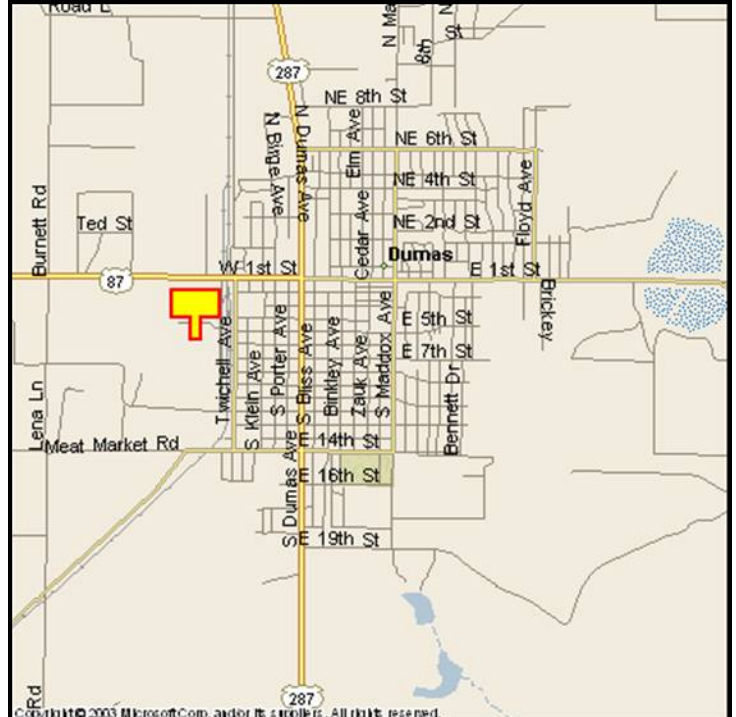 Road L
287
N Ma
N
St
8th
NE 8th St
N Dumas Ave
N Binge Ave
Elm Ave
NE 6th St
NE 4th St
Floyd Ave
Burnett Rd
Ted St
NE 2nd St
Cedar Ave
Dumas
W 1st St
E 1st St
87
Brickey
Twichell Ave
S Klein Ave
S Porter Ave
S Bliss Ave
Binkley Ave
Zauk Ave
S Maddox Ave
E 5th St
E 7th St
Bennett Dr
Lena Ln
Meat Market Rd
E 14th St
S Dumas Ave
E 16th St
E 19th St
Rd
287
Copyright © 2003 Microsoft Corp. and/or its suppliers. All rights reserved.